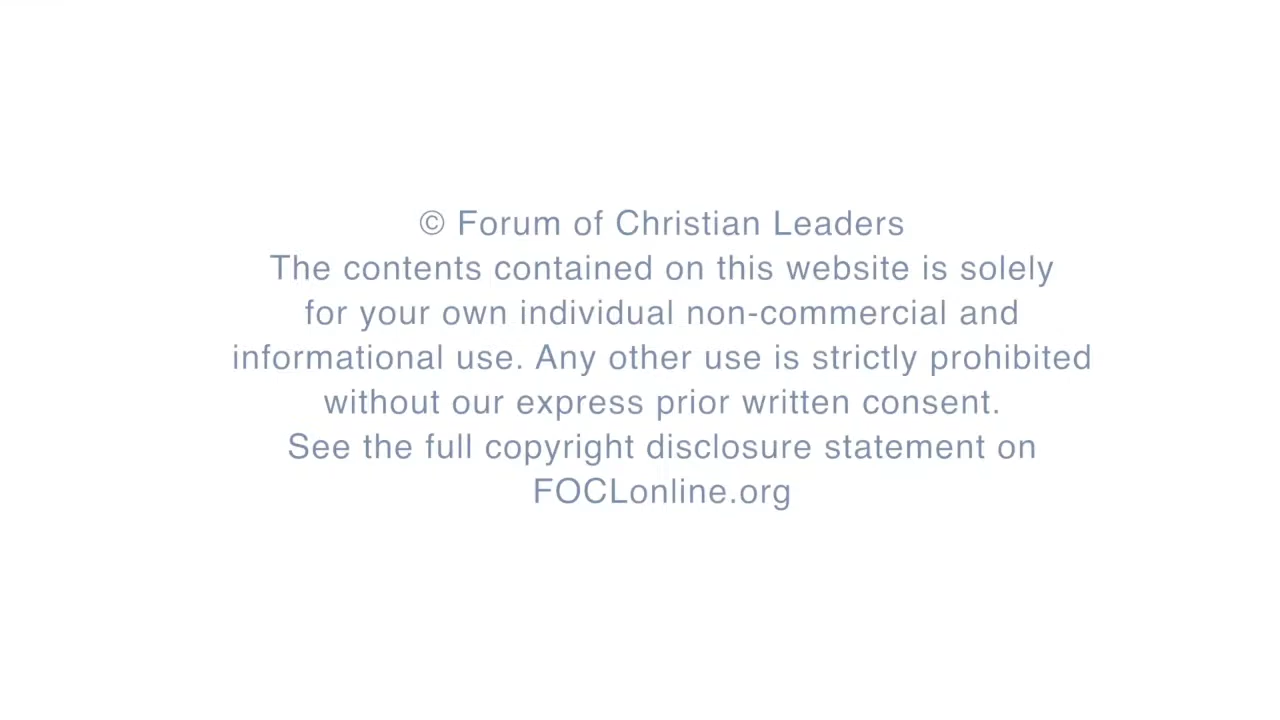 © Forum of Christian Leaders
The contents contained on this website is solely
for your own individual non-commercial and
informational use. Any other use is strictly prohibited
without our express prior written consent.
See the full copyright disclosure statement on
FOCLonline.org